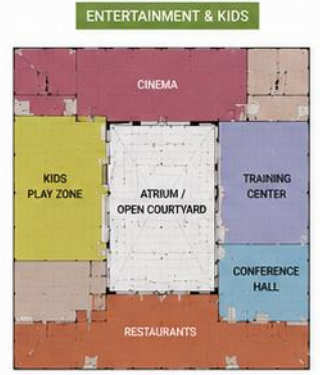 ENTERTAINMENT & KIDS
CINEMA
KIDS
PLAY ZONE
ATRIUM /
OPEN COURTYARD
TRAINING
CENTER
CONFERENCE
HALL
RESTAURANTS